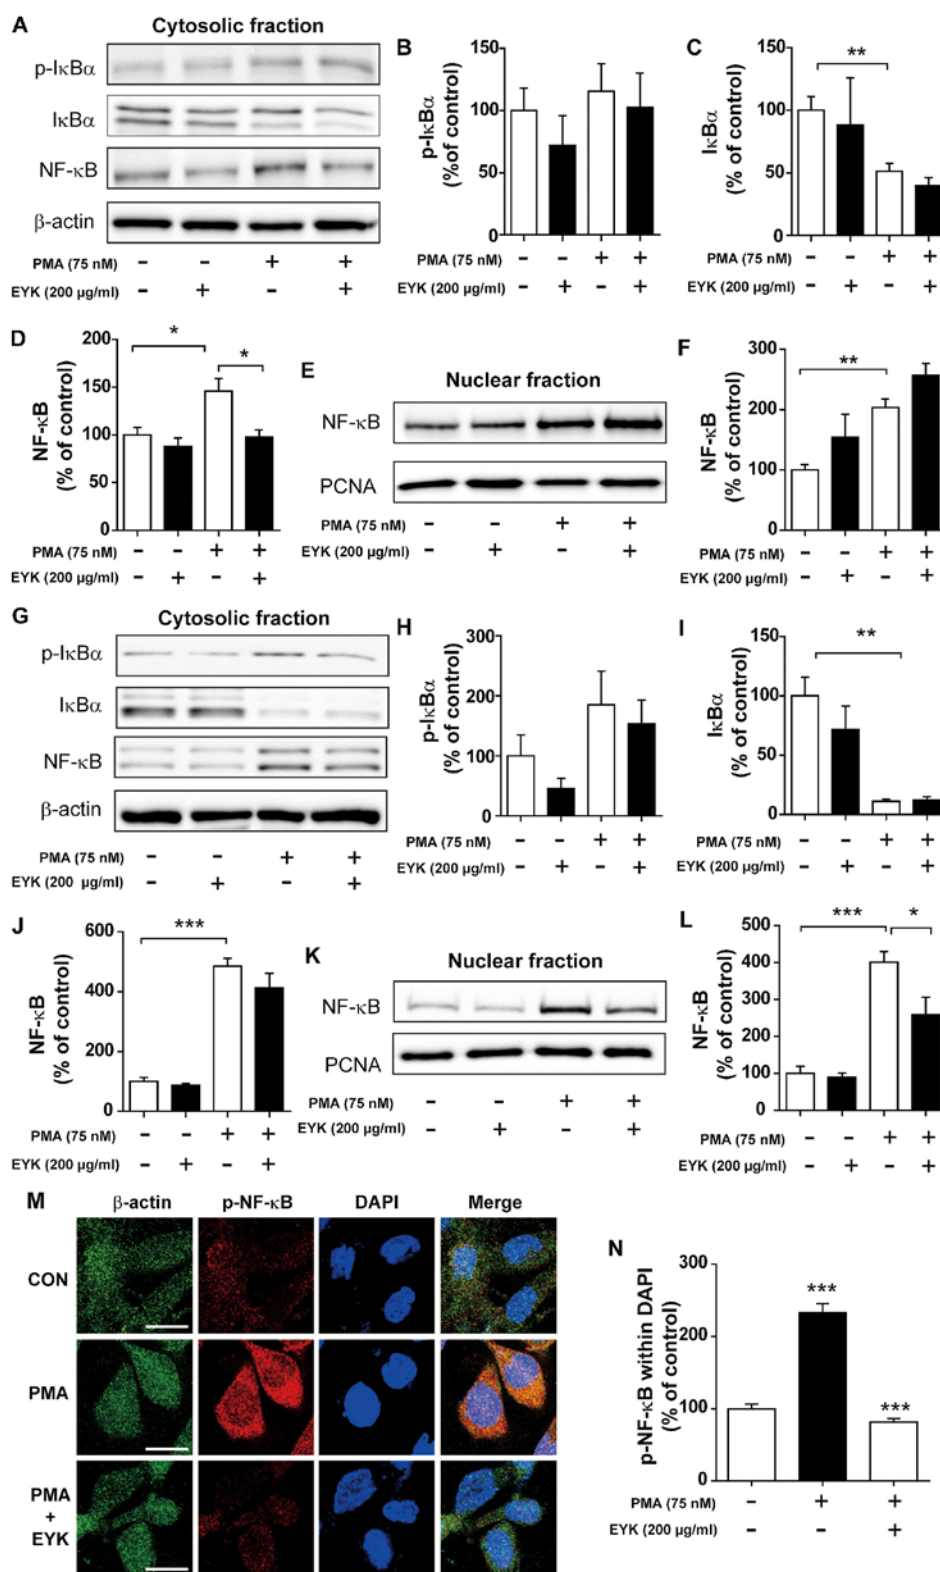 A
Cytosolic fraction
p-IκBα
IκBα
NF-κB
β-actin
PMA (75 nM) − − + +
EYK (200 µg/ml) − + − +
B
p-IκBα
(%of control)
150
100
50
0
PMA (75 nM) − − + +
EYK (200 µg/ml) − + − +
C
IκBα
(% of control)
150
100
50
0
**
PMA (75 nM) − − + +
EYK (200 µg/ml) − + − +
D
NF-κB
(% of control)
200
150
100
50
0
* *
PMA (75 nM) − − + +
EYK (200 µg/ml) − + − +
E
Nuclear fraction
NF-κB
PCNA
PMA (75 nM) − − + +
EYK (200 µg/ml) − + − +
F
NF-κB
(% of control)
300
200
100
0
**
PMA (75 nM) − − + +
EYK (200 µg/ml) − + − +
G
Cytosolic fraction
p-IκBα
IκBα
NF-κB
β-actin
PMA (75 nM) − − + +
EYK (200 µg/ml) − + − +
H
p-IκBα
(% of control)
300
200
100
0
PMA (75 nM) − − + +
EYK (200 µg/ml) − + − +
I
IκBα
(% of control)
150
100
50
0
**
PMA (75 nM) − − + +
EYK (200 µg/ml) − + − +
J
NF-κB
(% of control)
600
400
200
0
***
PMA (75 nM) − − + +
EYK (200 µg/ml) − + − +
K
Nuclear fraction
NF-κB
PCNA
PMA (75 nM) − − + +
EYK (200 µg/ml) − + − +
L
NF-κB
(% of control)
500
400
300
200
100
0
*** *
PMA (75 nM) − − + +
EYK (200 µg/ml) − + − +
M
β-actin p-NF-κB DAPI Merge
CON
PMA
PMA
+
EYK
N
p-NF-κB within DAPI
(% of control)
300
200
100
0
***
***
PMA (75 nM) − + +
EYK (200 µg/ml) − − +